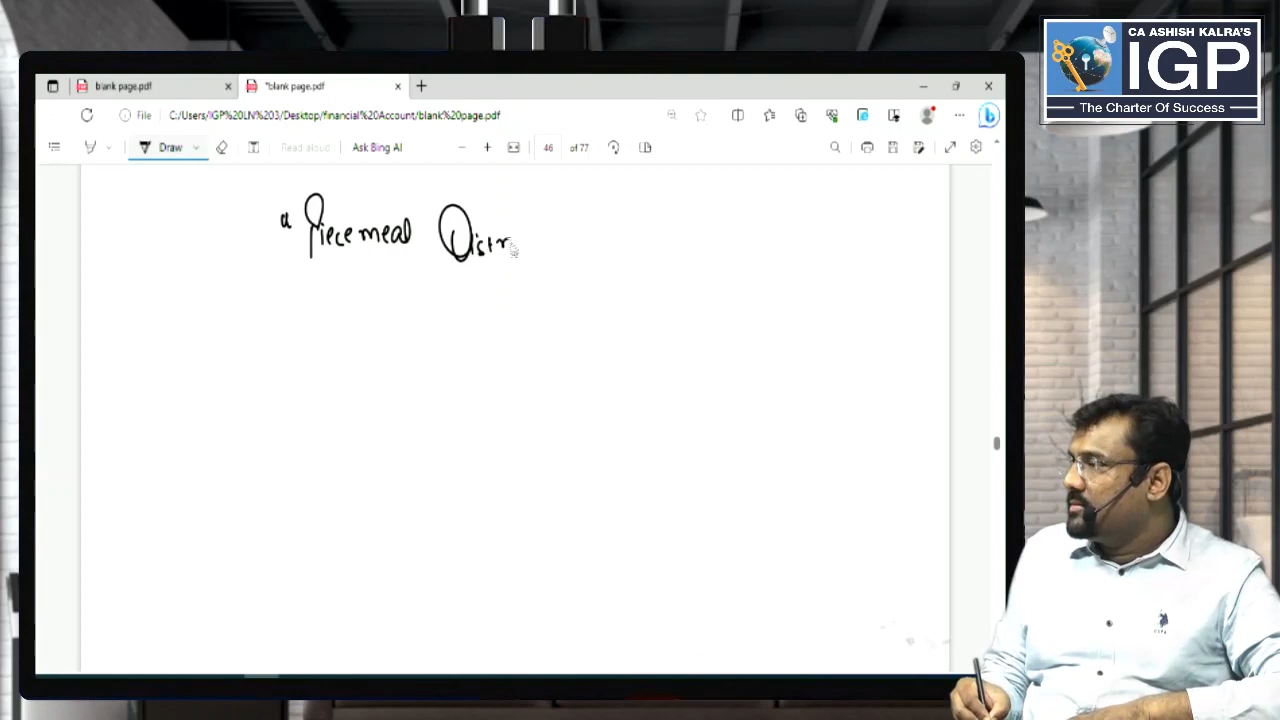 CA ASHISH KALRA'S
IGP
The Charter Of Success
blank page.pdf
*blank page.pdf
File
C:/Users/IGP%20LN%203/Desktop/financial%20Account/blank%20page.pdf
Draw
Read aloud
Ask Bing AI
46 of 77
" Piecemeal Distr